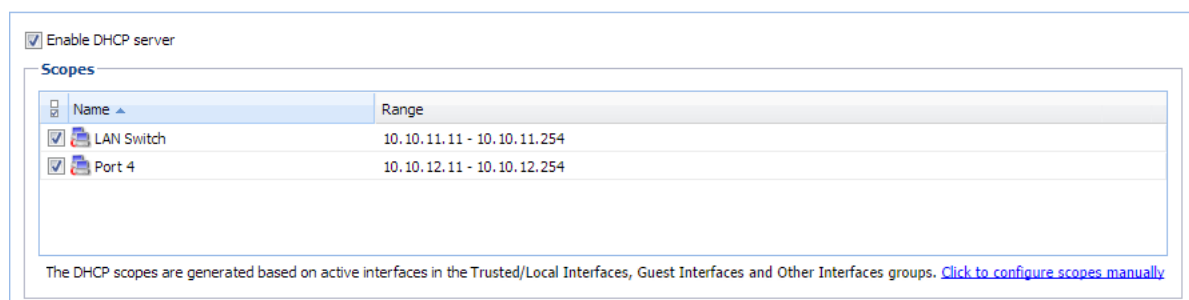 Enable DHCP server
Scopes
Name Range
LAN Switch 10.10.11.11 - 10.10.11.254
Port 4 10.10.12.11 - 10.10.12.254
The DHCP scopes are generated based on active interfaces in the Trusted/Local Interfaces, Guest Interfaces and Other Interfaces groups. Click to configure scopes manually